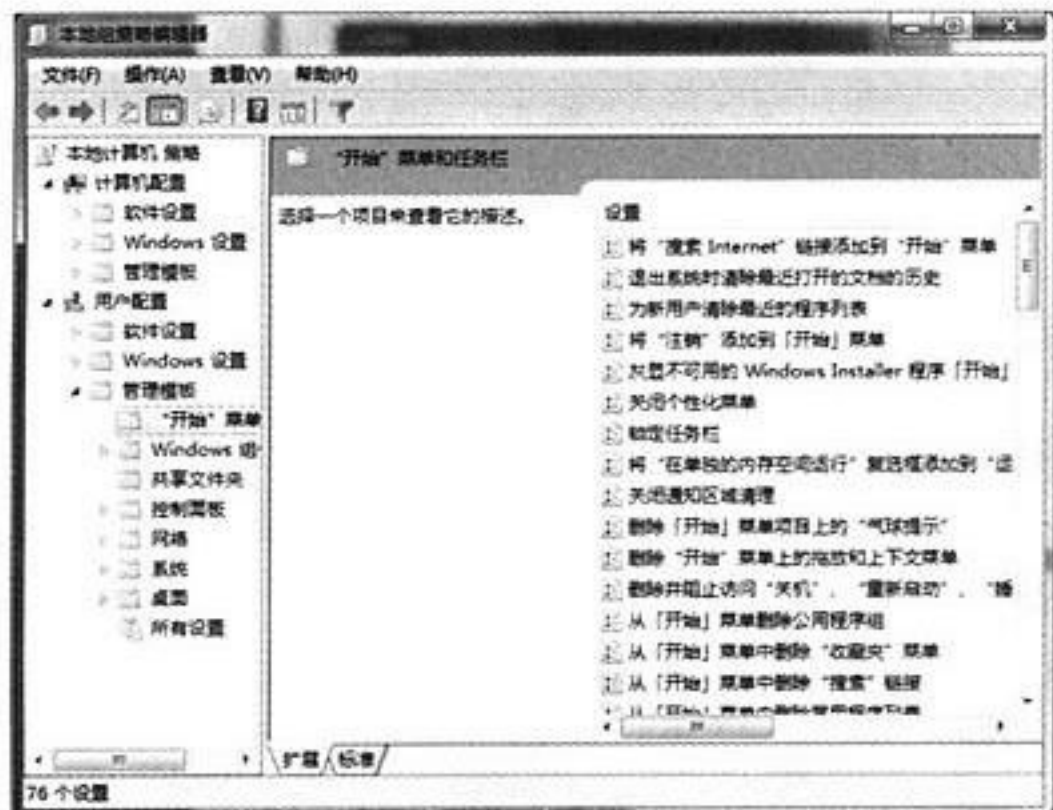 本地组策略编辑器
文件(F) 操作(A) 查看(V) 帮助(H)
本地计算机 策略
计算机配置
软件设置
Windows 设置
管理模板
用户配置
软件设置
Windows 设置
管理模板
"开始" 菜单
Windows 组
共享文件夹
控制面板
网络
系统
桌面
所有设置
"开始" 菜单和任务栏
选择一个项目来查看它的描述。
设置
将 "搜索 Internet" 链接添加到 "开始" 菜单
退出系统时清除最近打开的文档的历史
为新用户清除最近的程序列表
将 "注销" 添加到「开始」菜单
灰显不可用的 Windows Installer 程序「开始」
关闭个性化菜单
锁定任务栏
将 "在单独的内存空间运行" 复选框添加到 "运
关闭通知区域清理
删除「开始」菜单项目上的 "气球提示"
删除 "开始" 菜单上的拖放和上下文菜单
删除并阻止访问 "关机"、 "重新启动"、 "睡
从「开始」菜单删除公用程序组
从「开始」菜单中删除 "收藏夹" 菜单
从「开始」菜单中删除 "搜索" 链接
从「开始」菜单中删除常用程序列表
扩展 标准
76 个设置